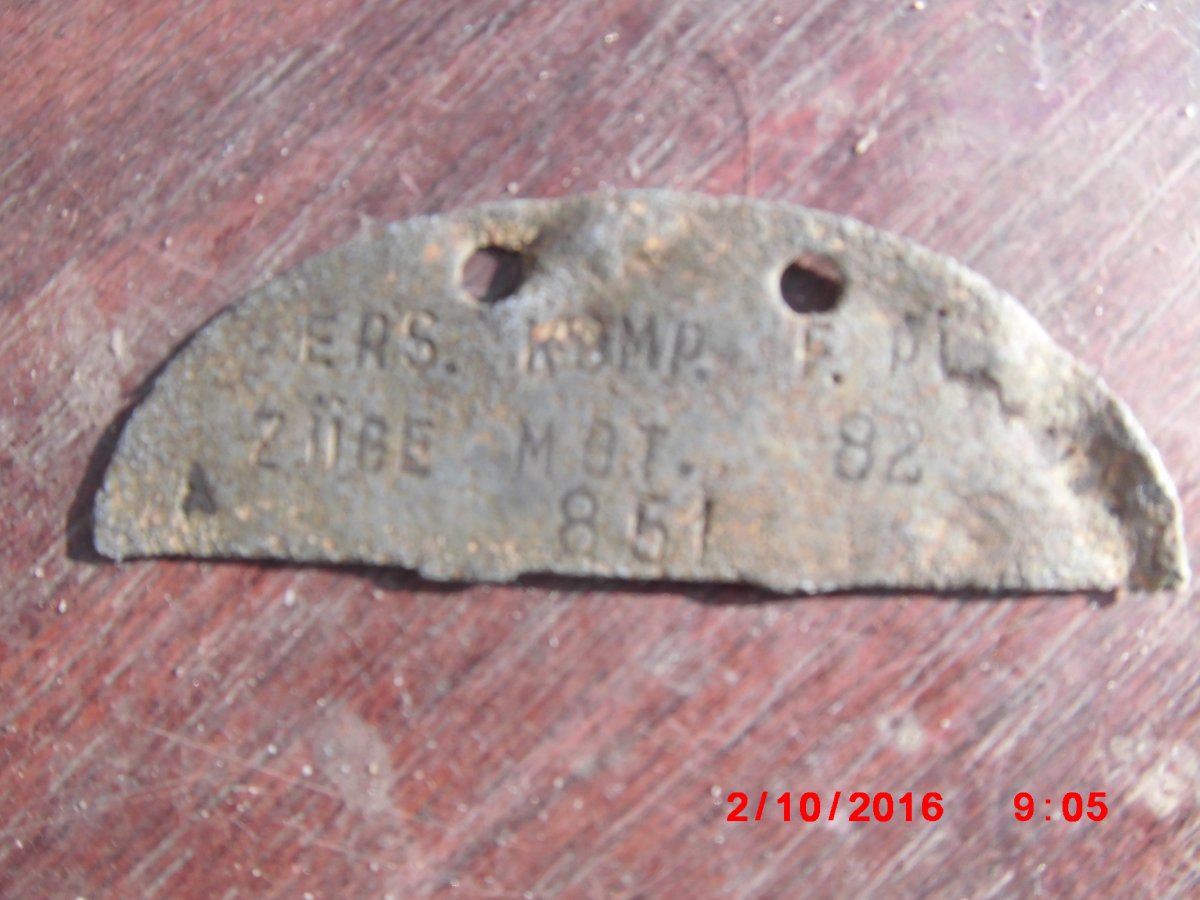 ERS. KOMP. F. PI.
ZÜGE MOT. 82
A
851
2/10/2016 9:05